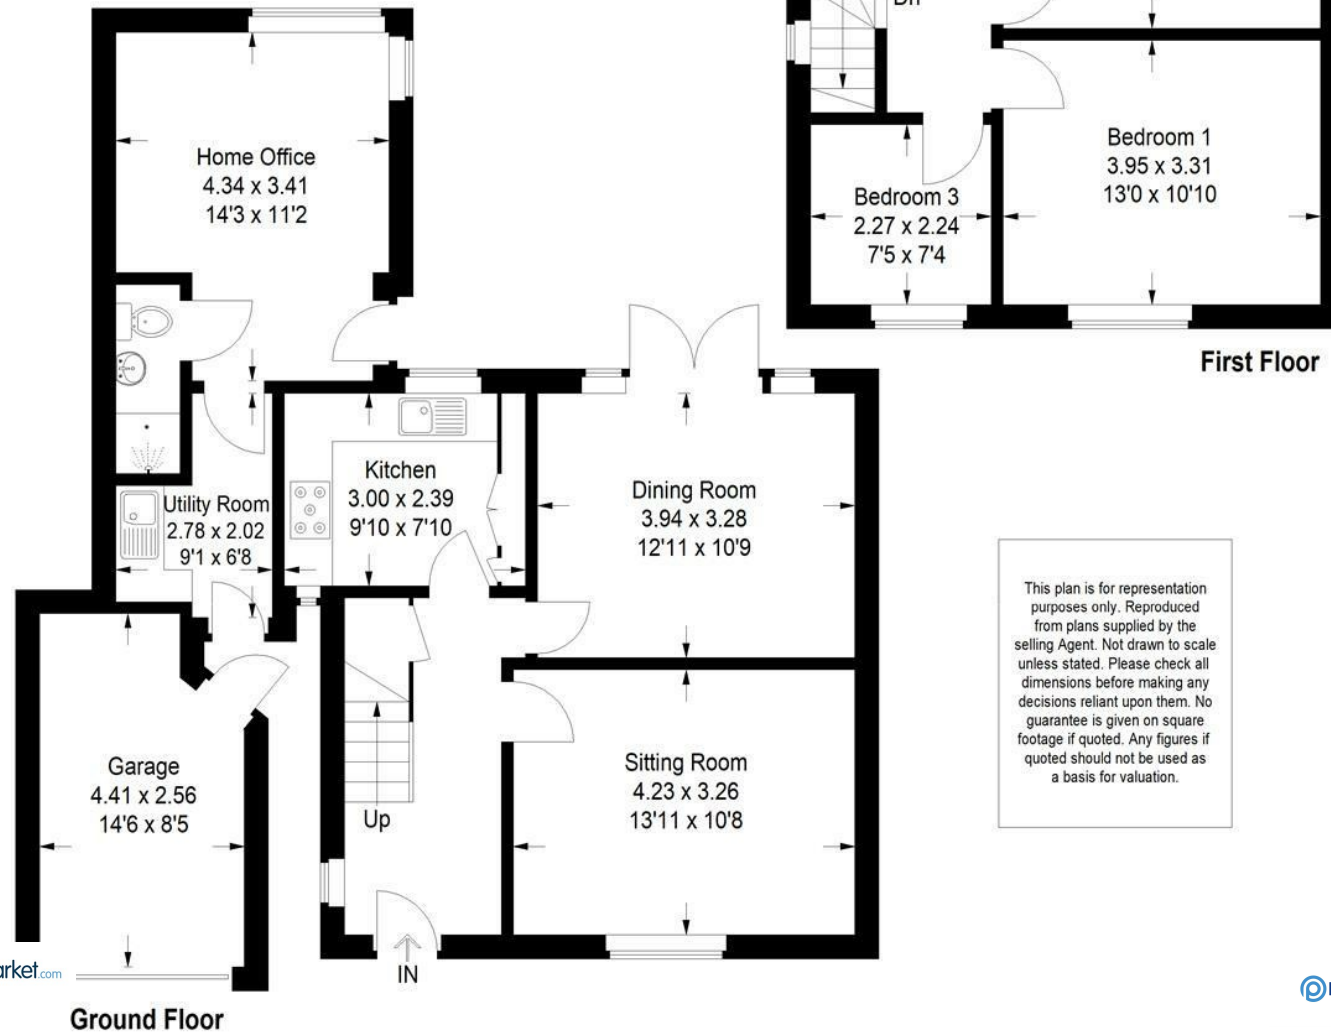 Dn
Home Office
4.34 x 3.41
14'3 x 11'2
Bedroom 1
3.95 x 3.31
13'0 x 10'10
Bedroom 3
2.27 x 2.24
7'5 x 7'4
First Floor
Utility Room
2.78 x 2.02
9'1 x 6'8
Kitchen
3.00 x 2.39
9'10 x 7'10
Dining Room
3.94 x 3.28
12'11 x 10'9
Garage
4.41 x 2.56
14'6 x 8'5
Up
Sitting Room
4.23 x 3.26
13'11 x 10'8
This plan is for representation
purposes only. Reproduced
from plans supplied by the
selling Agent. Not drawn to scale
unless stated. Please check all
dimensions before making any
decisions reliant upon them. No
guarantee is given on square
footage if quoted. Any figures if
quoted should not be used as
a basis for valuation.
IN
arket.com
Ground Floor